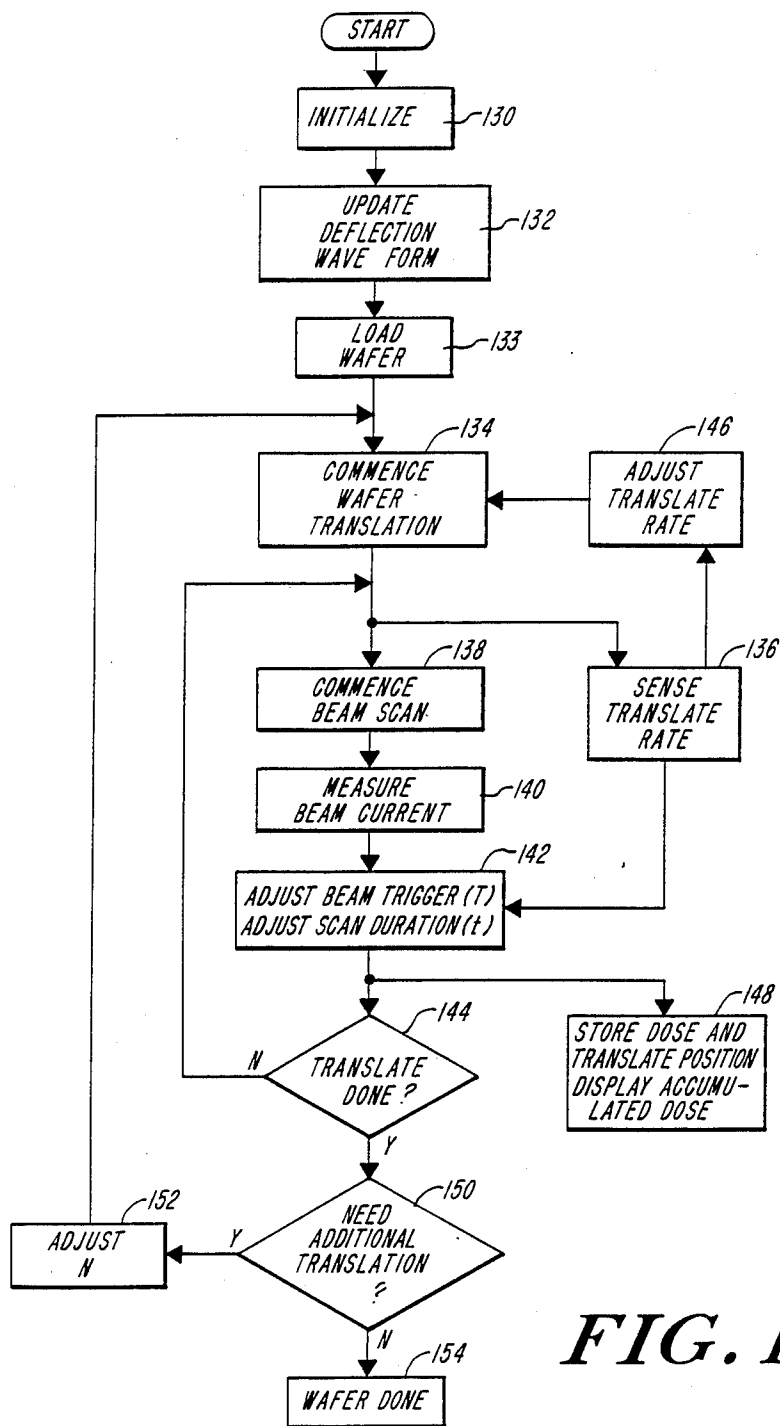 START
INITIALIZE
130
UPDATE
DEFLECTION
WAVE FORM
132
LOAD
WAFER
133
134
COMMENCE
WAFER
TRANSLATION
146
ADJUST
TRANSLATE
RATE
138
COMMENCE
BEAM SCAN
136
SENSE
TRANSLATE
RATE
MEASURE
BEAM CURRENT
140
142
ADJUST BEAM TRIGGER (T)
ADJUST SCAN DURATION (t)
144
N
TRANSLATE
DONE ?
Y
148
STORE DOSE AND
TRANSLATE POSITION
DISPLAY ACCUMU-
LATED DOSE
150
NEED
ADDITIONAL
TRANSLATION
?
Y
152
ADJUST
N
N
154
WAFER DONE
FIG.